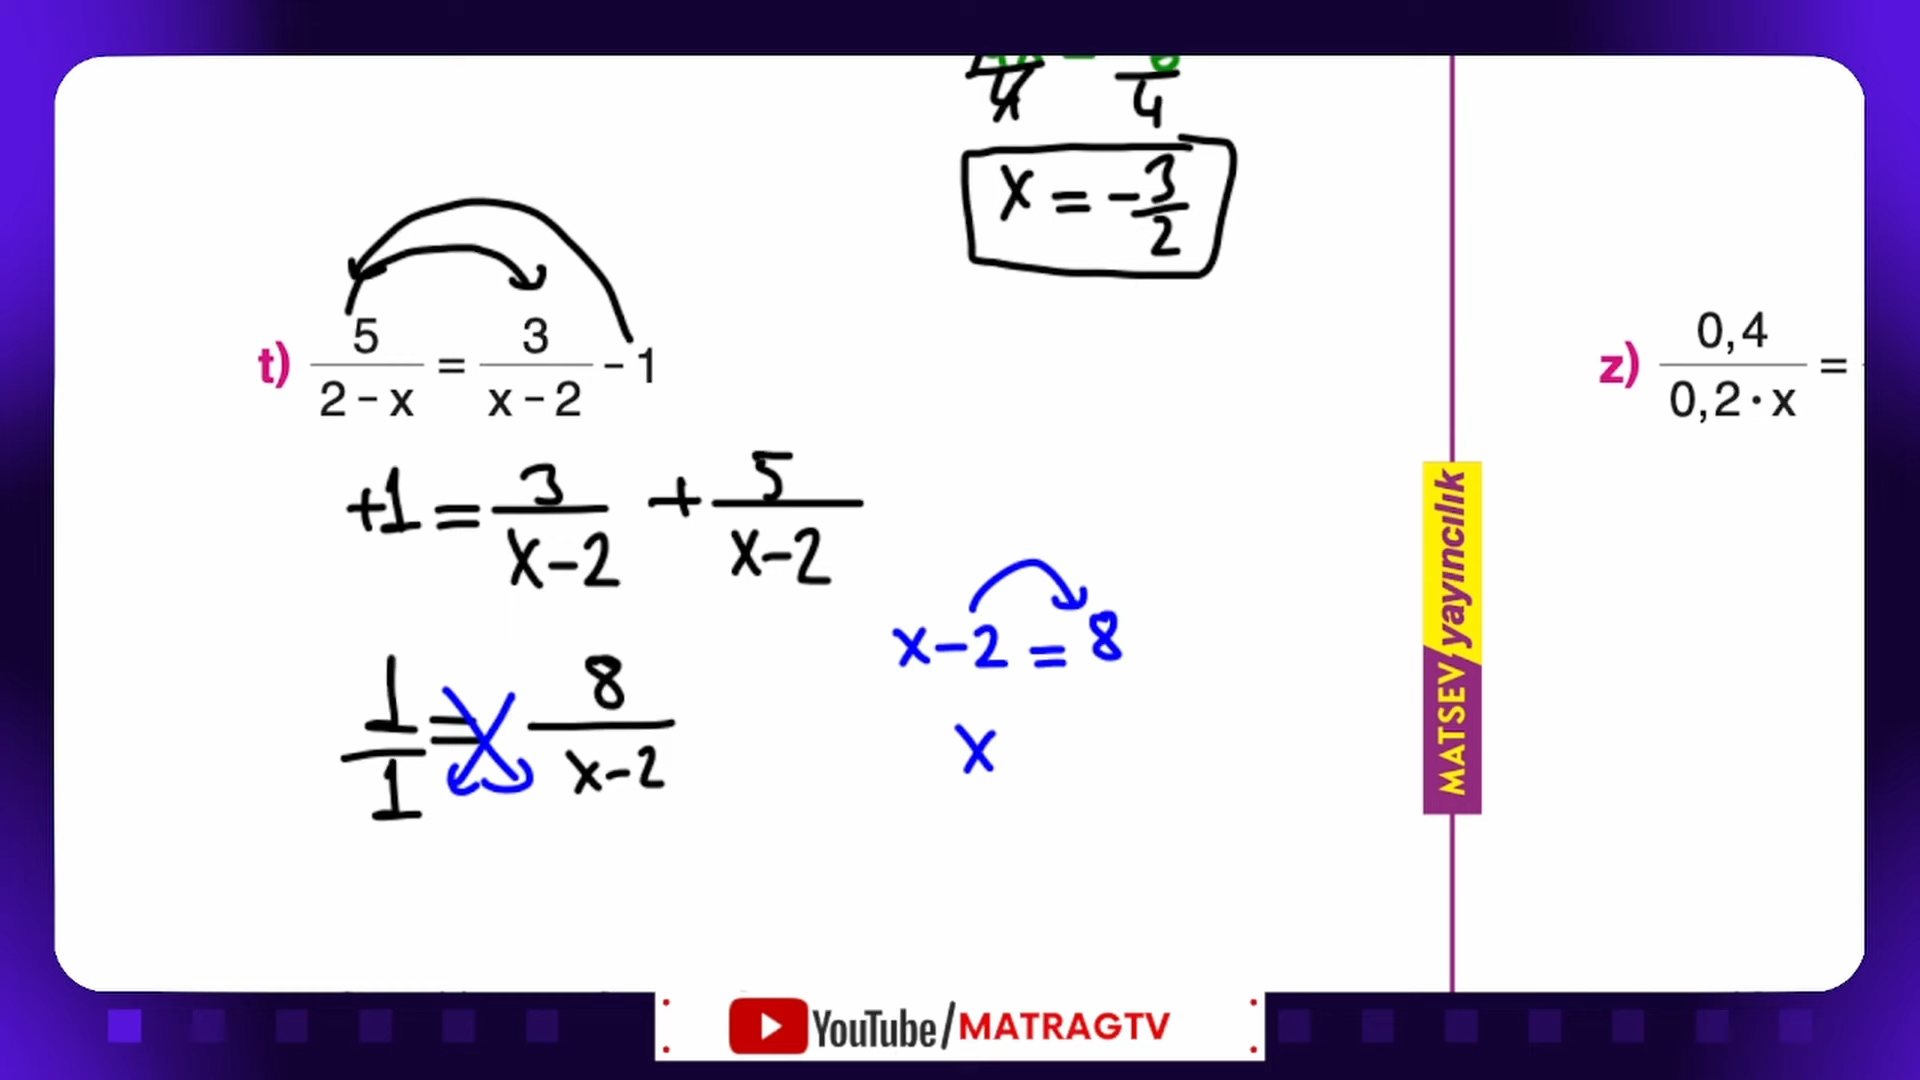 4
x = -3/2
t) 5/(2 - x) = 3/(x - 2) - 1
+1 = 3/(x-2) + 5/(x-2)
x-2 = 8
1/1 = 8/(x-2)
x
z) 0,4/(0,2 · x) =
MATSEV yayıncılık
YouTube/MATRAGTV